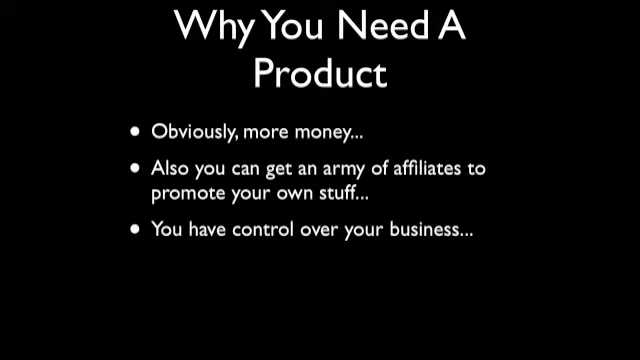 Why You Need A
Product
• Obviously, more money...
• Also you can get an army of affiliates to
promote your own stuff...
• You have control over your business...